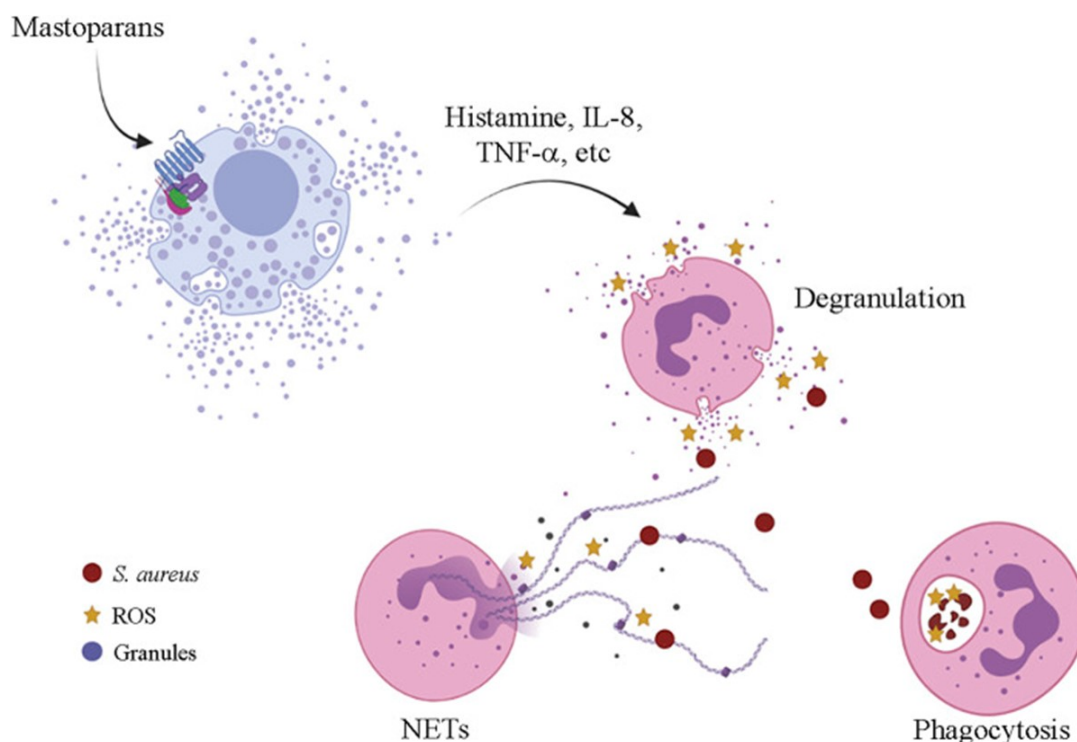 Mastoparans
Histamine, IL-8,
TNF-α, etc
Degranulation
S. aureus
ROS
Granules
NETs
Phagocytosis